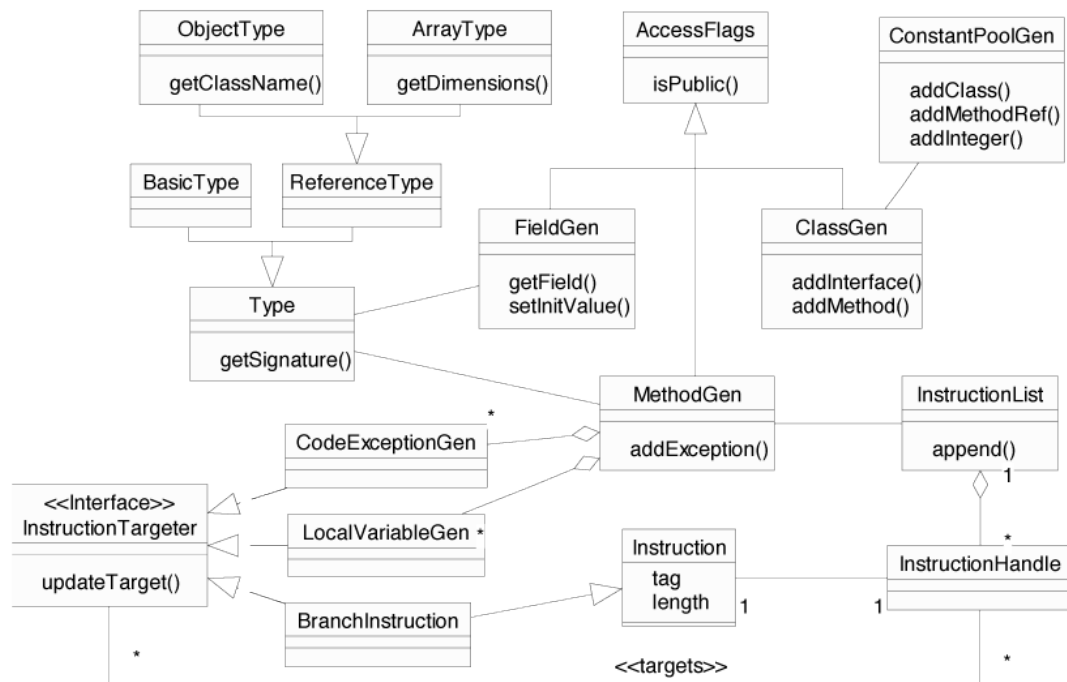 ObjectType
getClassName()
ArrayType
getDimensions()
AccessFlags
isPublic()
ConstantPoolGen
addClass()
addMethodRef()
addInteger()
BasicType
ReferenceType
FieldGen
getField()
setInitValue()
ClassGen
addInterface()
addMethod()
Type
getSignature()
MethodGen
addException()
InstructionList
append()
*
CodeExceptionGen
1
<<Interface>>
InstructionTargeter
updateTarget()
LocalVariableGen
*
Instruction
tag
length
*
InstructionHandle
1
1
BranchInstruction
*
<<targets>>
*